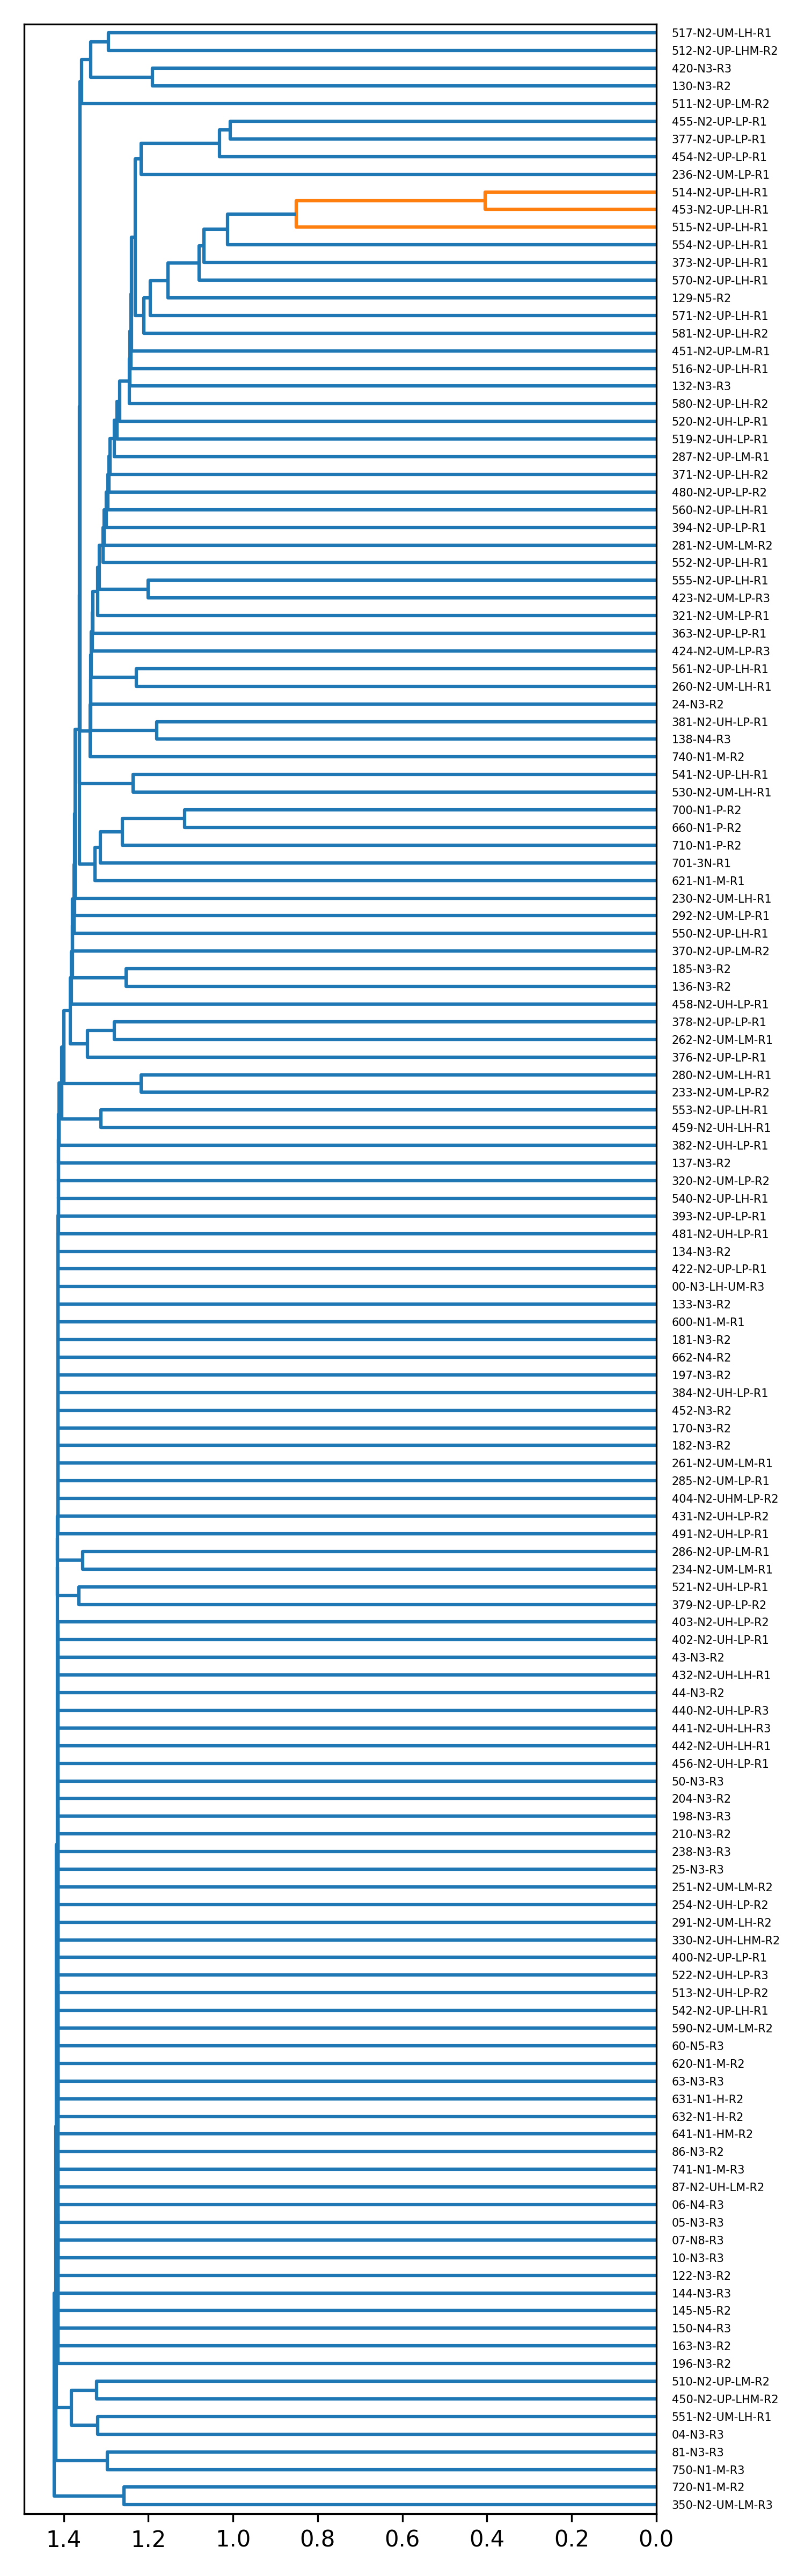 517-N2-UM-LH-R1
512-N2-UP-LHM-R2
420-N3-R3
130-N3-R2
511-N2-UP-LM-R2
455-N2-UP-LP-R1
377-N2-UP-LP-R1
454-N2-UP-LP-R1
236-N2-UM-LP-R1
514-N2-UP-LH-R1
453-N2-UP-LH-R1
515-N2-UP-LH-R1
554-N2-UP-LH-R1
373-N2-UP-LH-R1
570-N2-UP-LH-R1
129-N5-R2
571-N2-UP-LH-R1
581-N2-UP-LH-R2
451-N2-UP-LM-R1
516-N2-UP-LH-R1
132-N3-R3
580-N2-UP-LH-R2
520-N2-UH-LP-R1
519-N2-UH-LP-R1
287-N2-UP-LM-R1
371-N2-UP-LH-R2
480-N2-UP-LP-R2
560-N2-UP-LH-R1
394-N2-UP-LP-R1
281-N2-UM-LM-R2
552-N2-UP-LH-R1
555-N2-UP-LH-R1
423-N2-UM-LP-R3
321-N2-UM-LP-R1
363-N2-UP-LP-R1
424-N2-UM-LP-R3
561-N2-UP-LH-R1
260-N2-UM-LH-R1
24-N3-R2
381-N2-UH-LP-R1
138-N4-R3
740-N1-M-R2
541-N2-UP-LH-R1
530-N2-UM-LH-R1
700-N1-P-R2
660-N1-P-R2
710-N1-P-R2
701-3N-R1
621-N1-M-R1
230-N2-UM-LH-R1
292-N2-UM-LP-R1
550-N2-UP-LH-R1
370-N2-UP-LM-R2
185-N3-R2
136-N3-R2
458-N2-UH-LP-R1
378-N2-UP-LP-R1
262-N2-UM-LM-R1
376-N2-UP-LP-R1
280-N2-UM-LH-R1
233-N2-UM-LP-R2
553-N2-UP-LH-R1
459-N2-UH-LH-R1
382-N2-UH-LP-R1
137-N3-R2
320-N2-UM-LP-R2
540-N2-UP-LH-R1
393-N2-UP-LP-R1
481-N2-UH-LP-R1
134-N3-R2
422-N2-UP-LP-R1
00-N3-LH-UM-R3
133-N3-R2
600-N1-M-R1
181-N3-R2
662-N4-R2
197-N3-R2
384-N2-UH-LP-R1
452-N3-R2
170-N3-R2
182-N3-R2
261-N2-UM-LM-R1
285-N2-UM-LP-R1
404-N2-UHM-LP-R2
431-N2-UH-LP-R2
491-N2-UH-LP-R1
286-N2-UP-LM-R1
234-N2-UM-LM-R1
521-N2-UH-LP-R1
379-N2-UP-LP-R2
403-N2-UH-LP-R2
402-N2-UH-LP-R1
43-N3-R2
432-N2-UH-LH-R1
44-N3-R2
440-N2-UH-LP-R3
441-N2-UH-LH-R3
442-N2-UH-LH-R1
456-N2-UH-LP-R1
50-N3-R3
204-N3-R2
198-N3-R3
210-N3-R2
238-N3-R3
25-N3-R3
251-N2-UM-LM-R2
254-N2-UH-LP-R2
291-N2-UM-LH-R2
330-N2-UH-LHM-R2
400-N2-UP-LP-R1
522-N2-UH-LP-R3
513-N2-UH-LP-R2
542-N2-UP-LH-R1
590-N2-UM-LM-R2
60-N5-R3
620-N1-M-R2
63-N3-R3
631-N1-H-R2
632-N1-H-R2
641-N1-HM-R2
86-N3-R2
741-N1-M-R3
87-N2-UH-LM-R2
06-N4-R3
05-N3-R3
07-N8-R3
10-N3-R3
122-N3-R2
144-N3-R3
145-N5-R2
150-N4-R3
163-N3-R2
196-N3-R2
510-N2-UP-LM-R2
450-N2-UP-LHM-R2
551-N2-UM-LH-R1
04-N3-R3
81-N3-R3
750-N1-M-R3
720-N1-M-R2
350-N2-UM-LM-R3
1.4 1.2 1.0 0.8 0.6 0.4 0.2 0.0